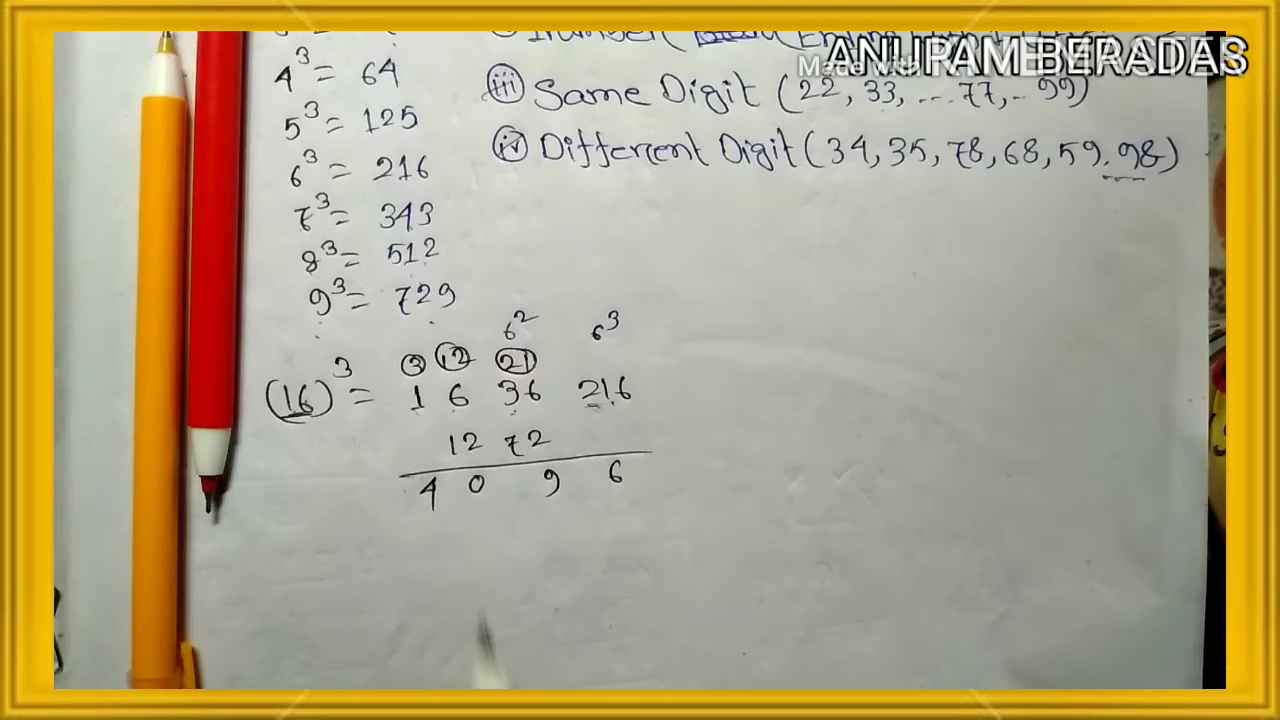 ANUPAM BERADAS
Made with
4³ = 64
(iii) Same Digit (22, 33, ... 77, .. 99)
5³ = 125
(iv) Different Digit (34, 35, 78, 68, 59, 98)
6³ = 216
7³ = 343
8³ = 512
9³ = 729
6² 6³
3 12 21
(16)³ = 1 6 36 216
12 72
4 0 9 6